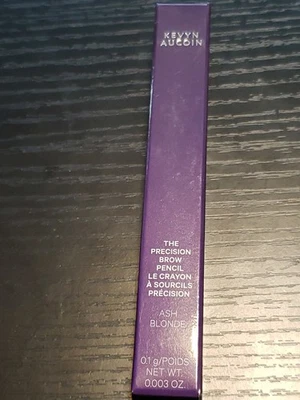 KEVYN
AUCOIN
THE
PRECISION
BROW
PENCIL
LE CRAYON
À SOURCILS
PRÉCISION
ASH
BLONDE
0.1 g/POIDS
NET WT.
0.003 OZ.